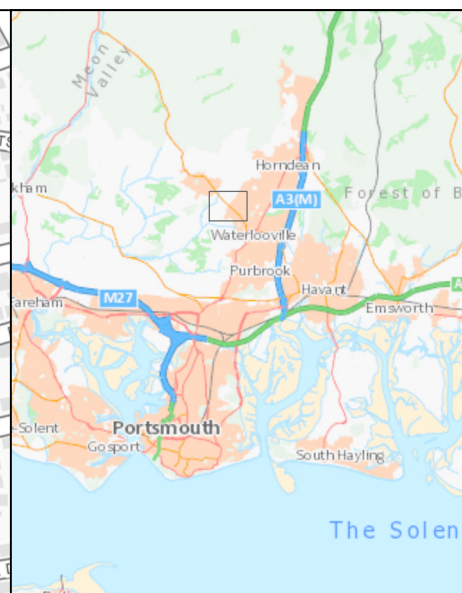 Meon
Valley
Horndean
kham
A3(M)
Forest of B
Waterlooville
Purbrook
Havant
M27
A
Fareham
Emsworth
-Solent
Portsmouth
Gosport
South Hayling
The Solen